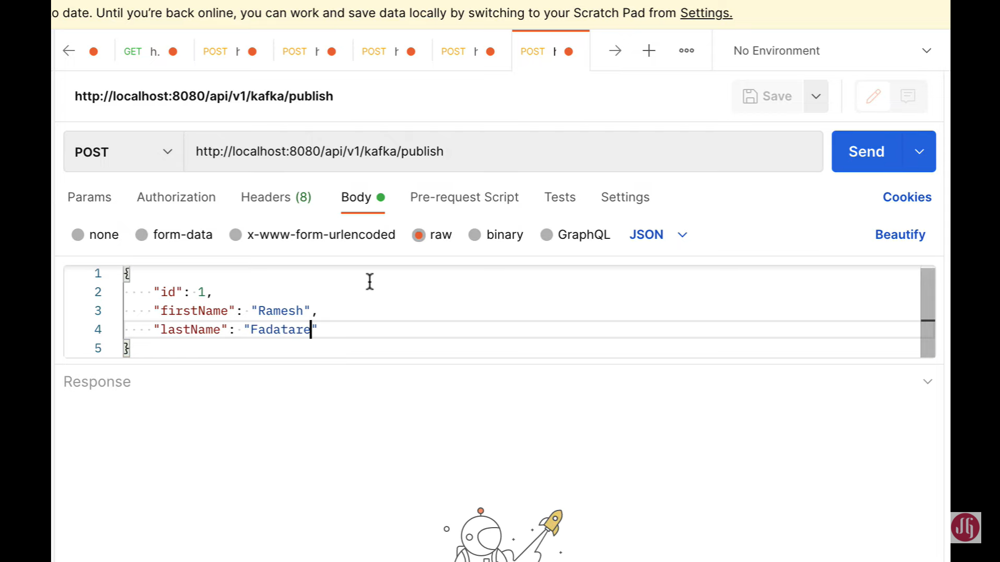 o date. Until you’re back online, you can work and save data locally by switching to your Scratch Pad from Settings.
GET h. POST POST POST POST POST No Environment
http://localhost:8080/api/v1/kafka/publish Save
POST http://localhost:8080/api/v1/kafka/publish Send
Params Authorization Headers (8) Body Pre-request Script Tests Settings Cookies
none form-data x-www-form-urlencoded raw binary GraphQL JSON Beautify
1 {
2 "id": 1,
3 "firstName": "Ramesh",
4 "lastName": "Fadatare"
5 }
Response
JG